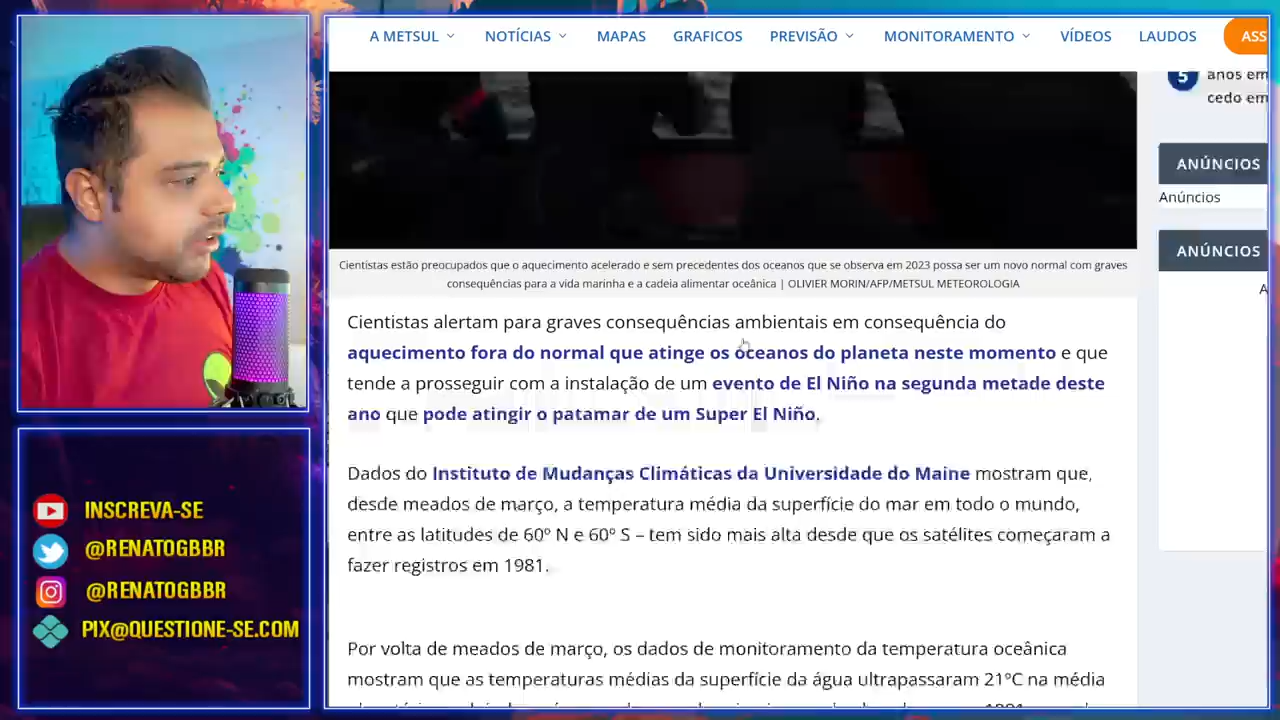 A METSUL NOTÍCIAS MAPAS GRAFICOS PREVISÃO MONITORAMENTO VÍDEOS LAUDOS ASS
5 anos em
cedo em
ANÚNCIOS
Anúncios
ANÚNCIOS
A
Cientistas estão preocupados que o aquecimento acelerado e sem precedentes dos oceanos que se observa em 2023 possa ser um novo normal com graves
consequências para a vida marinha e a cadeia alimentar oceânica | OLIVIER MORIN/AFP/METSUL METEOROLOGIA
Cientistas alertam para graves consequências ambientais em consequência do
aquecimento fora do normal que atinge os oceanos do planeta neste momento e que
tende a prosseguir com a instalação de um evento de El Niño na segunda metade deste
ano que pode atingir o patamar de um Super El Niño.
Dados do Instituto de Mudanças Climáticas da Universidade do Maine mostram que,
desde meados de março, a temperatura média da superfície do mar em todo o mundo,
entre as latitudes de 60º N e 60º S – tem sido mais alta desde que os satélites começaram a
fazer registros em 1981.
Por volta de meados de março, os dados de monitoramento da temperatura oceânica
mostram que as temperaturas médias da superfície da água ultrapassaram 21ºC na média
INSCREVA-SE
@RENATOGBBR
@RENATOGBBR
PIX@QUESTIONE-SE.COM